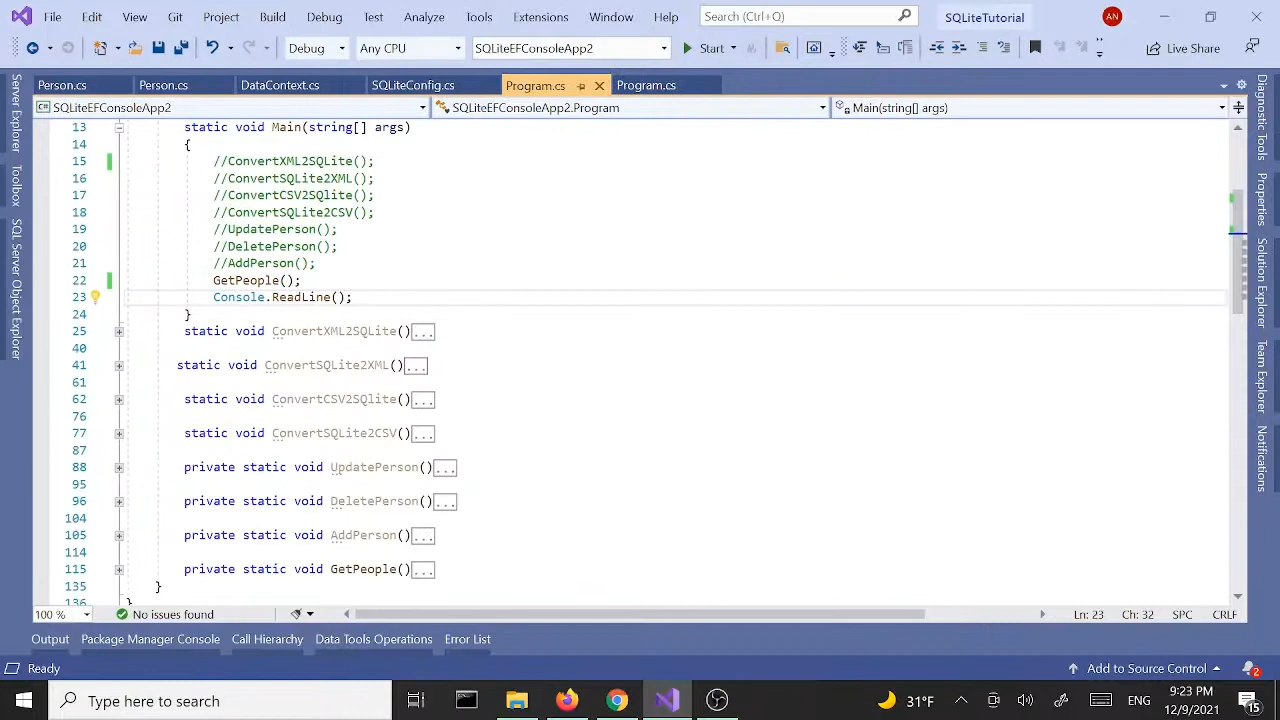 File Edit View Git Project Build Debug Test Analyze Tools Extensions Window Help Search (Ctrl+Q) SQLiteTutorial AN
Debug Any CPU SQLiteEFConsoleApp2 Start Live Share
Person.cs Person.cs DataContext.cs SQLiteConfig.cs Program.cs Program.cs
SQLiteEFConsoleApp2 SQLiteEFConsoleApp2.Program Main(string[] args)
Server Explorer
Toolbox
SQL Server Object Explorer
13 static void Main(string[] args)
14 {
15 //ConvertXML2SQLite();
16 //ConvertSQLite2XML();
17 //ConvertCSV2SQlite();
18 //ConvertSQLite2CSV();
19 //UpdatePerson();
20 //DeletePerson();
21 //AddPerson();
22 GetPeople();
23 Console.ReadLine();
24 }
25 static void ConvertXML2SQLite()...
40
41 static void ConvertSQLite2XML()...
61
62 static void ConvertCSV2SQlite()...
76
77 static void ConvertSQLite2CSV()...
87
88 private static void UpdatePerson()...
95
96 private static void DeletePerson()...
104
105 private static void AddPerson()...
114
115 private static void GetPeople()...
135 }
136 }
Diagnostic Tools
Properties
Solution Explorer
Team Explorer
Notifications
100 % No issues found Ln: 23 Ch: 32 SPC CRLF
Output Package Manager Console Call Hierarchy Data Tools Operations Error List
Ready Add to Source Control 2
Type here to search 31°F ENG :23 PM
12/9/2021 15